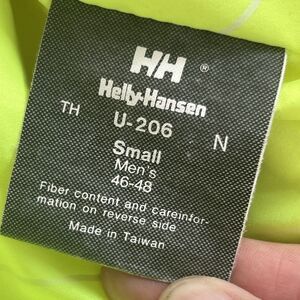 HH ®
Helly-Hansen
TH U-206 N
Small
Men's
46-48
Fiber content and careinfor-
mation on reverse side
Made in Taiwan